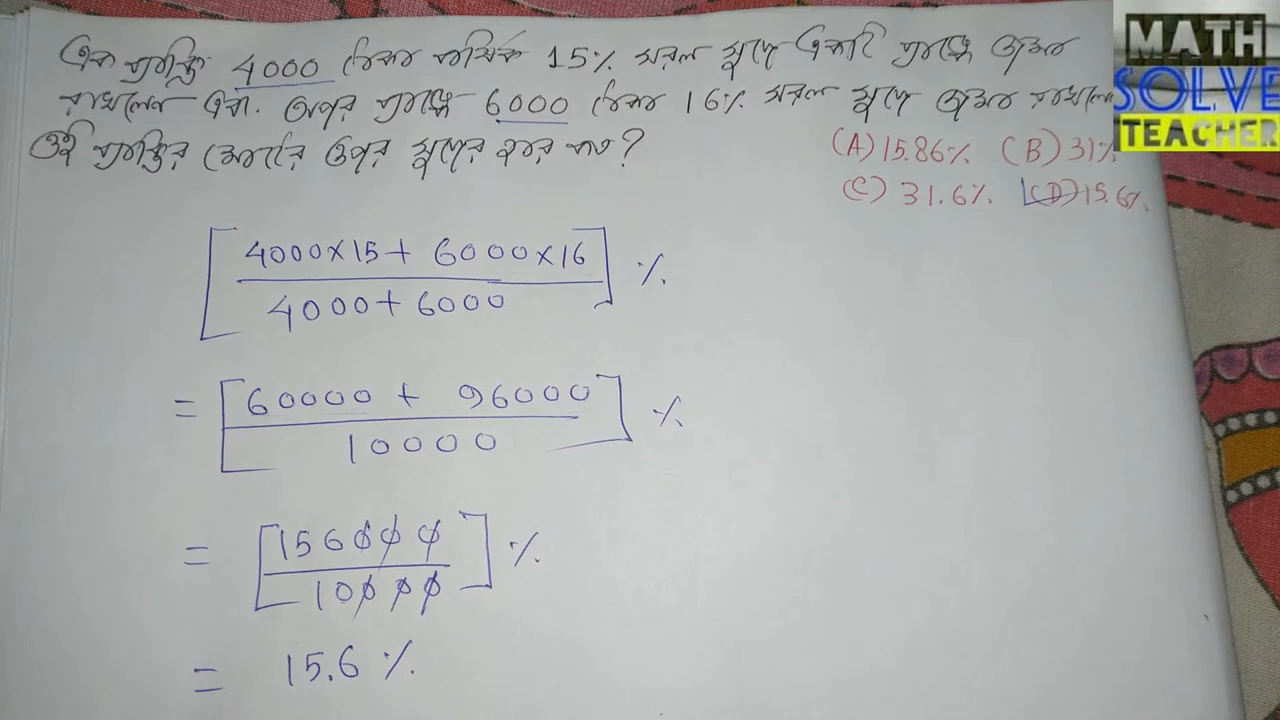 এক ব্যক্তি 4000 টাকা বার্ষিক 15% সরল সুদে একটি ব্যাঙ্কে জমা
রাখলেন এবং অপর ব্যাঙ্কে 6000 টাকা 16% সরল সুদে জমা রাখলে
ওই ব্যক্তির মোটের ওপর সুদের হার কত?
(A) 15.86% (B) 31%
(C) 31.6% (D) 15.6%
MATH
SOLVE
TEACHER
[4000×15 + 6000×16] %
4000 + 6000
= [60000 + 96000] %
10000
= [156000] %
10000
= 15.6 %